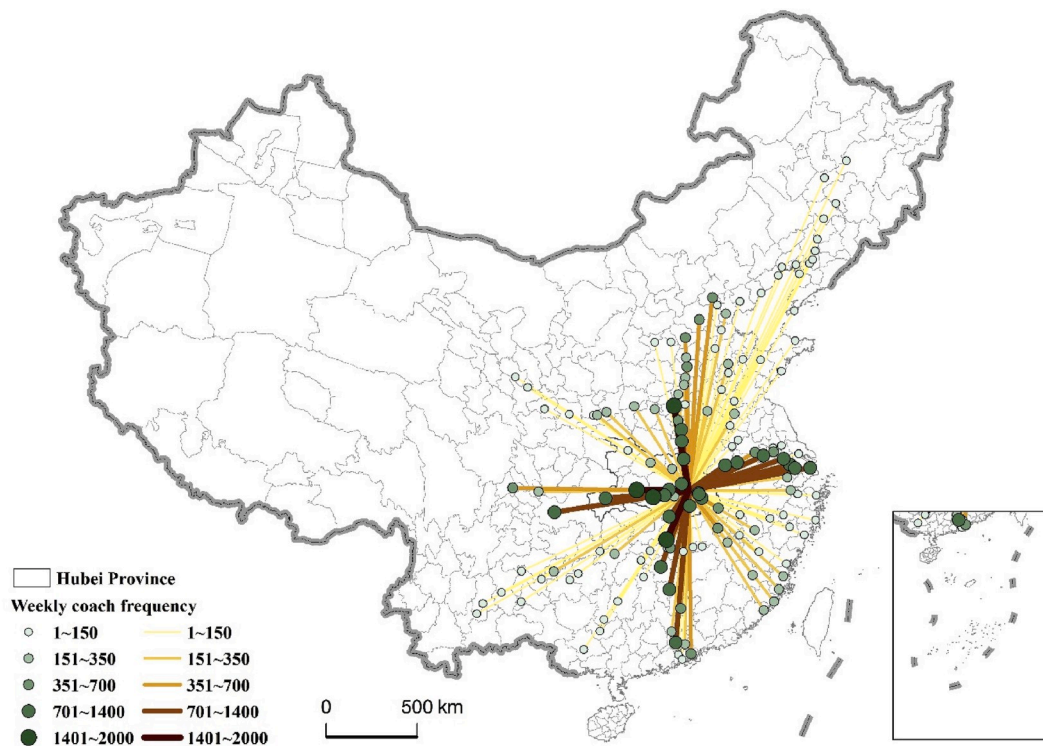 Hubei Province
Weekly coach frequency
1~150 1~150
151~350 151~350
351~700 351~700
701~1400 701~1400
1401~2000 1401~2000
0 500 km